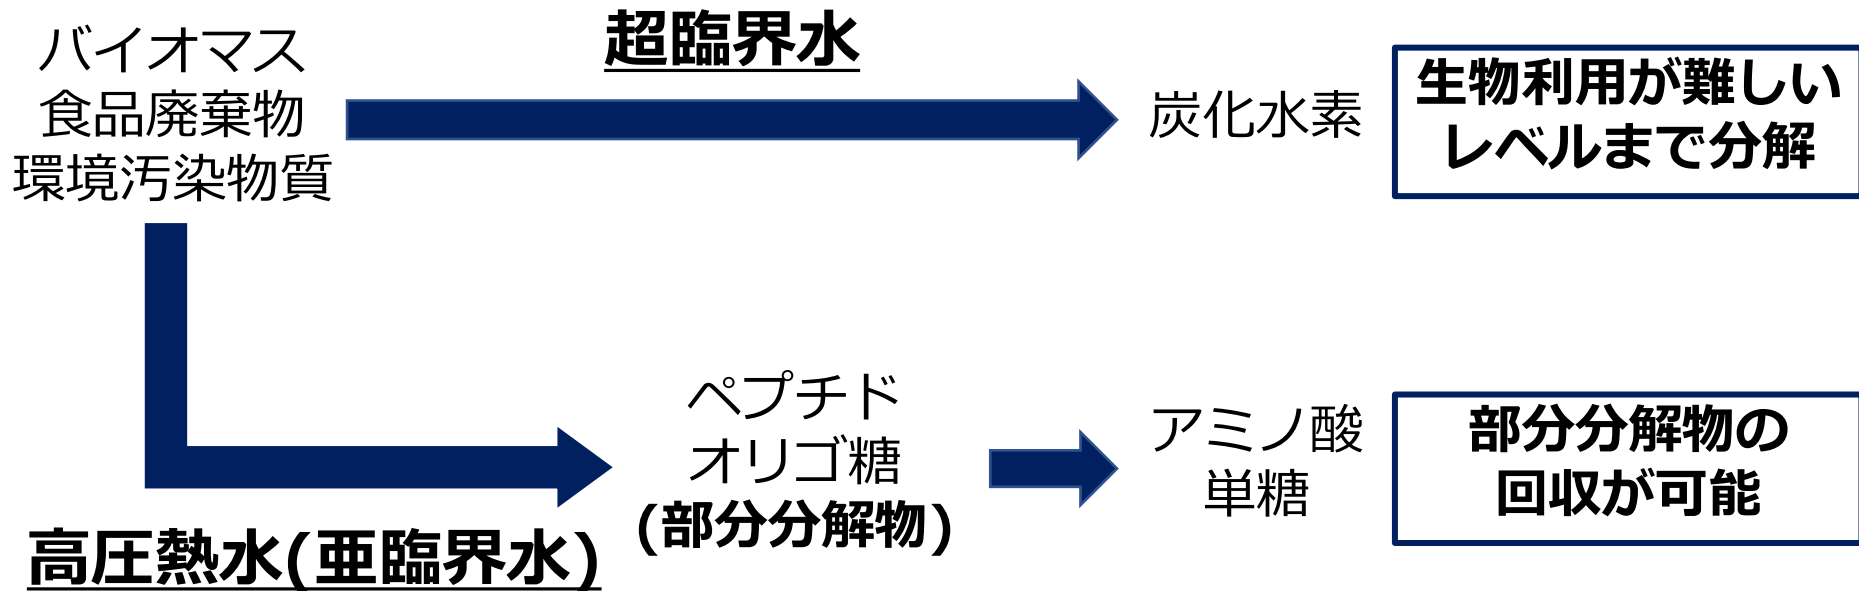 バイオマス
食品廃棄物
環境汚染物質
超臨界水
炭化水素
生物利用が難しい
レベルまで分解
高圧熱水(亜臨界水)
ペプチド
オリゴ糖
(部分分解物)
アミノ酸
単糖
部分分解物の
回収が可能